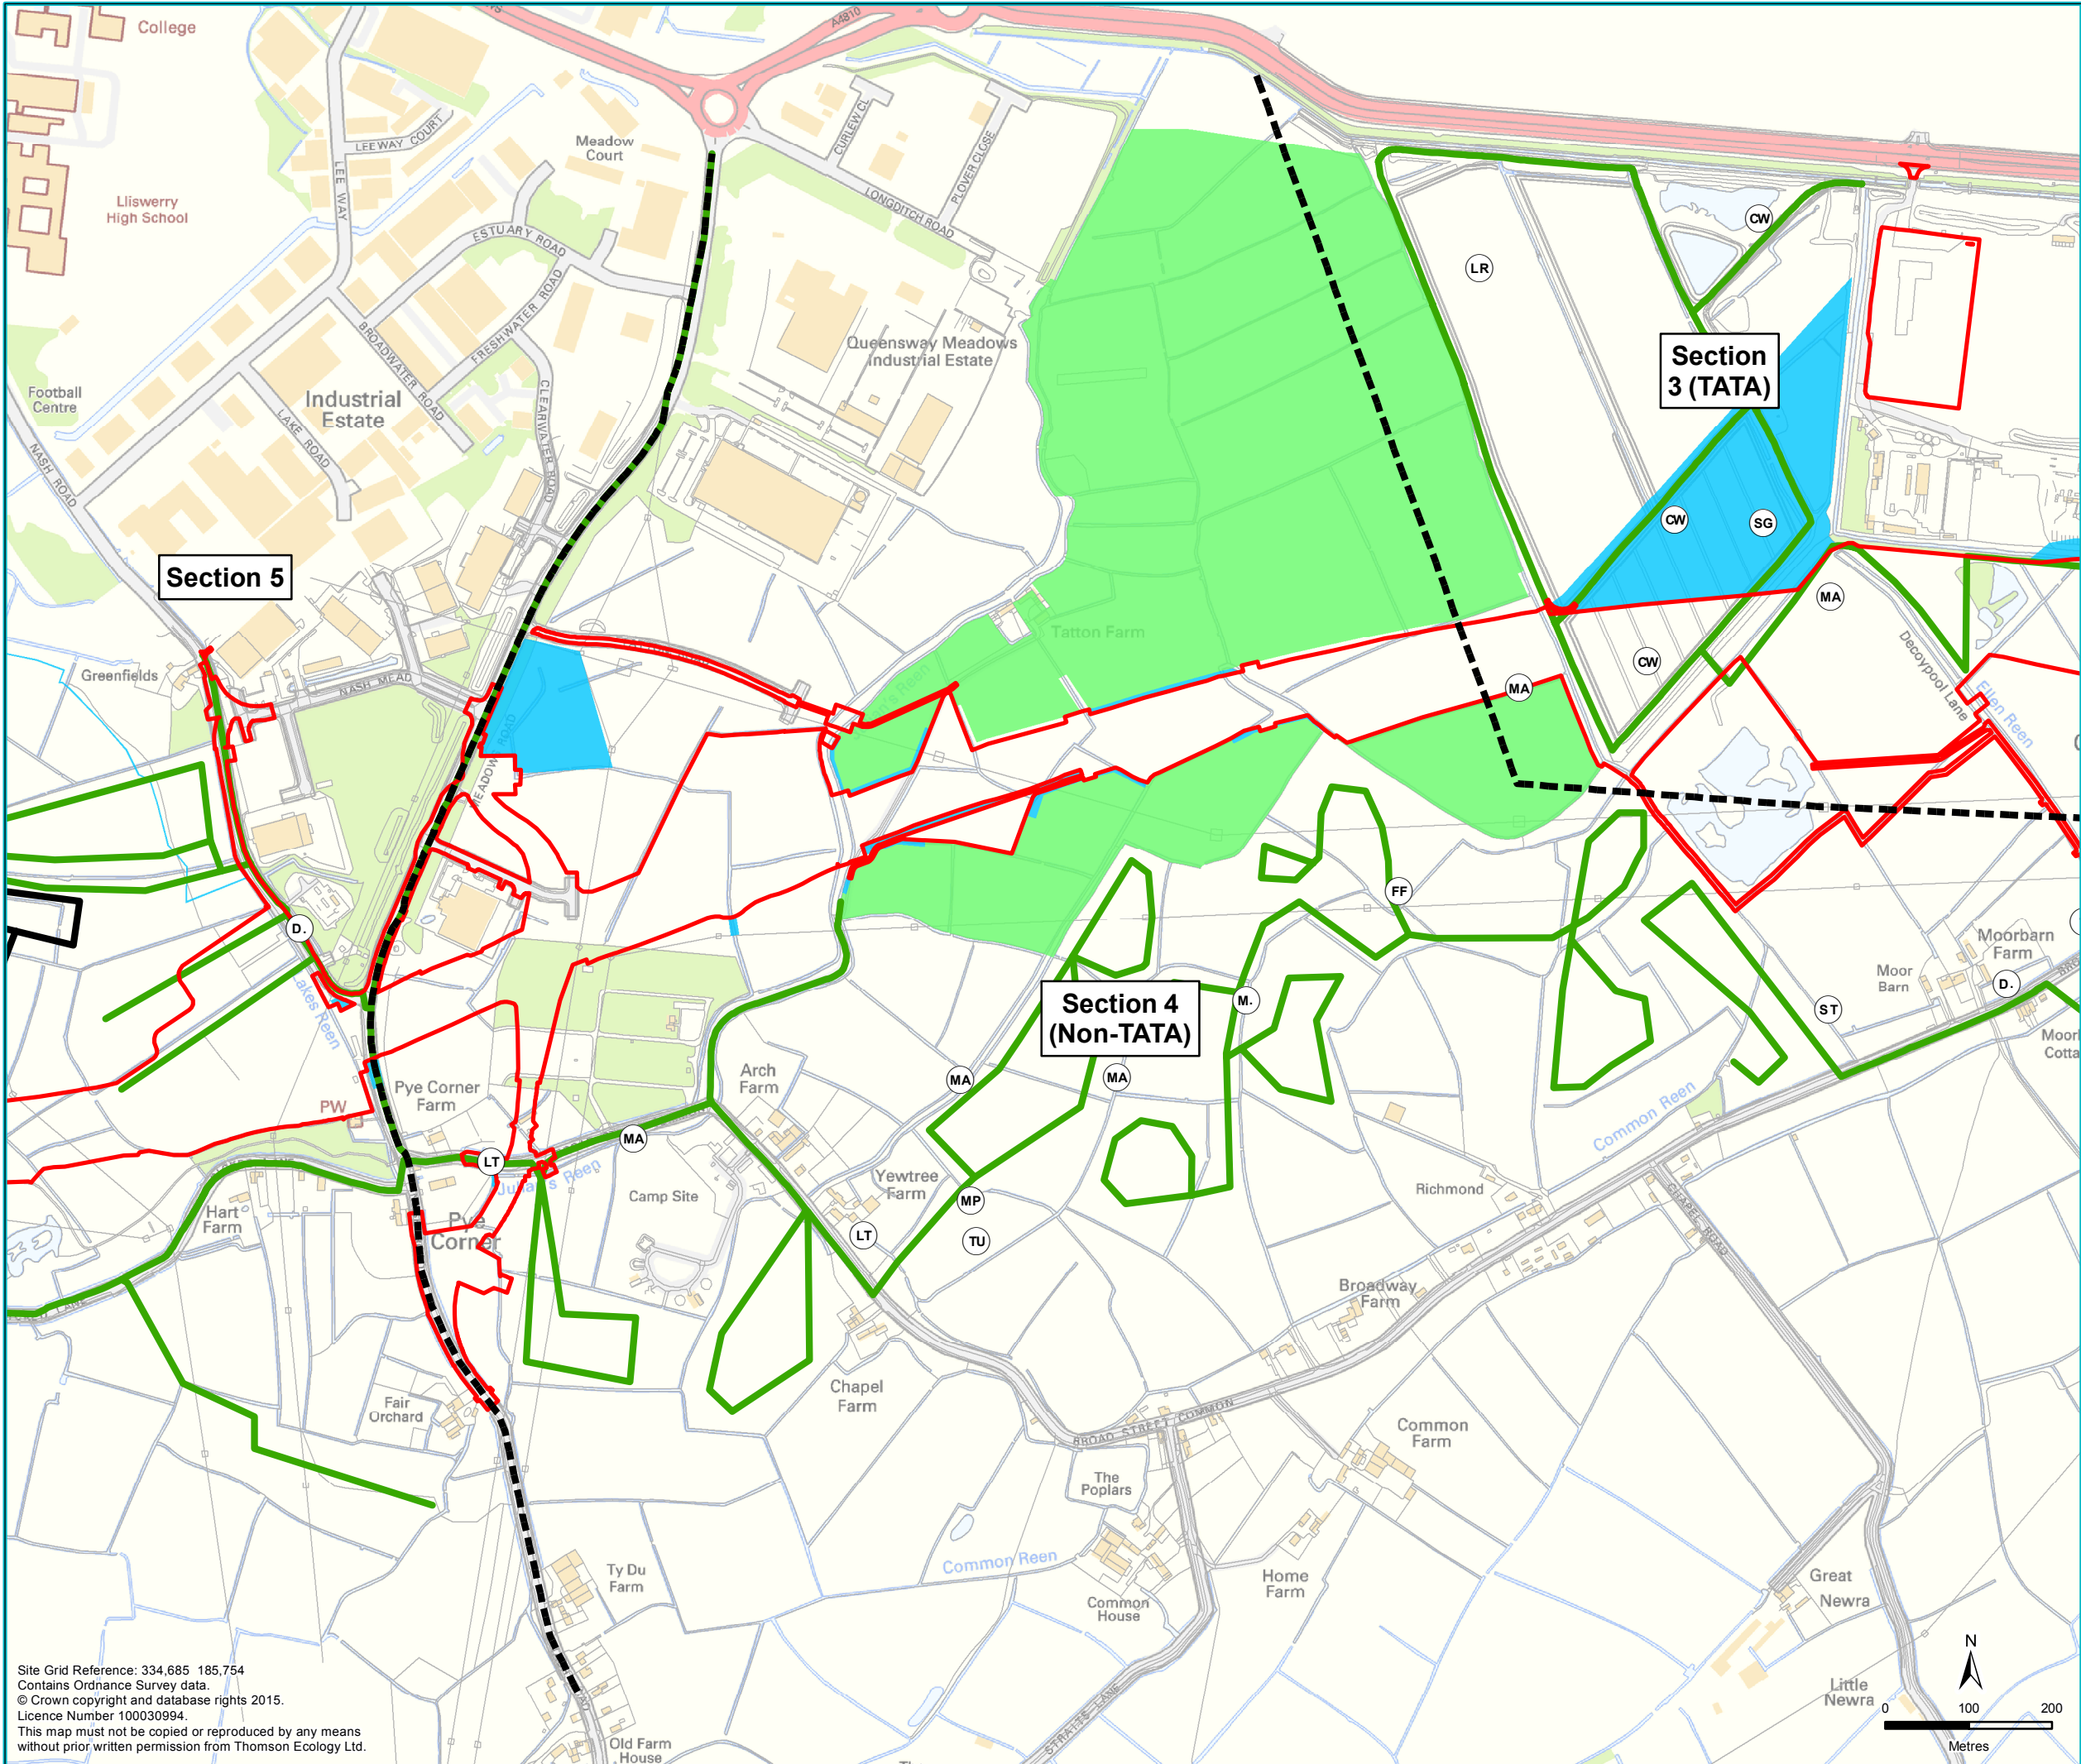 College
A4810
Lliswerry
High School
LEEWAY COURT
LEE WAY
Meadow
Court
CURLEW CL
PLOVER CLOSE
LONGDITCH ROAD
ESTUARY ROAD
FRESHWATER ROAD
BROADWATER ROAD
CLEARWATER ROAD
LAKE ROAD
Industrial
Estate
Football
Centre
NASH ROAD
Queensway Meadows
Industrial Estate
LR
CW
Section
3 (TATA)
CW
SG
MA
CW
MA
Section 5
Greenfields
NASH MEAD
MEADOWS ROAD
Tatton Farm
Decoypool Lane
Ellen Reen
D.
Lakes Reen
FF
M.
Section 4
(Non-TATA)
MA
MA
Moorbarn
Farm
Moor
Barn
D.
ST
Common Reen
PW
Pye Corner
Farm
Arch
Farm
MA
LT
Camp Site
Yewtree
Farm
MP
LT
TU
Richmond
CHAPEL ROAD
Hart
Farm
Pye
Corner
Broadway
Farm
Fair
Orchard
Chapel
Farm
BROAD STREET COMMON
Common
Farm
The
Poplars
Ty Du
Farm
Common Reen
Common
House
Home
Farm
Great
Newra
Little
Newra
STRATTS LANE
Old Farm
House
Site Grid Reference: 334,685 185,754
Contains Ordnance Survey data.
© Crown copyright and database rights 2015.
Licence Number 100030994.
This map must not be copied or reproduced by any means
without prior written permission from Thomson Ecology Ltd.
N
0 100 200
Metres